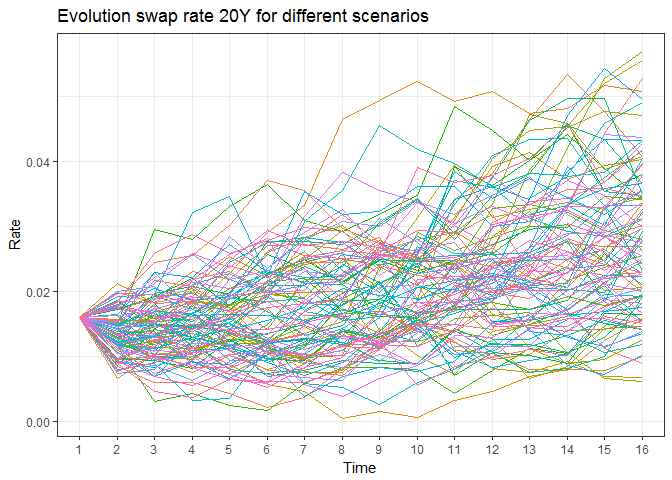 Evolution swap rate 20Y for different scenarios
Rate
0.04
0.02
0.00
1 2 3 4 5 6 7 8 9 10 11 12 13 14 15 16
Time